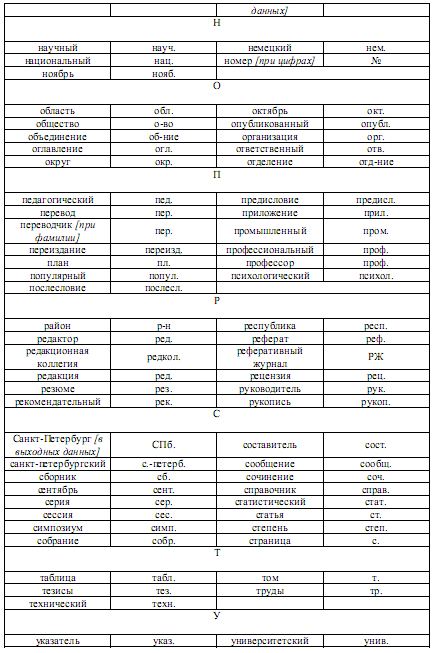 данных]
Н
научный науч. немецкий нем.
национальный нац. номер [при цифрах] №
ноябрь нояб.
О
область обл. октябрь окт.
общество о-во опубликованный опубл.
объединение об-ние организация орг.
оглавление огл. ответственный отв.
округ окр. отделение отд-ние
П
педагогический пед. предисловие предисл.
перевод пер. приложение прил.
переводчик [при фамилии] пер. промышленный пром.
переиздание переизд. профессиональный проф.
план пл. профессор проф.
популярный попул. психологический психол.
послесловие послесл.
Р
район р-н республика респ.
редактор ред. реферат реф.
редакционная коллегия редкол. реферативный журнал РЖ
редакция ред. рецензия рец.
резюме рез. руководитель рук.
рекомендательный рек. рукопись рукоп.
С
Санкт-Петербург [в выходных данных] СПб. составитель сост.
санкт-петербургский с.-петерб. сообщение сообщ.
сборник сб. сочинение соч.
сентябрь сент. справочник справ.
серия сер. статистический стат.
сессия сес. статья ст.
симпозиум симп. степень степ.
собрание собр. страница с.
Т
таблица табл. том т.
тезисы тез. труды тр.
технический техн.
У
указатель указ. университетский унив.